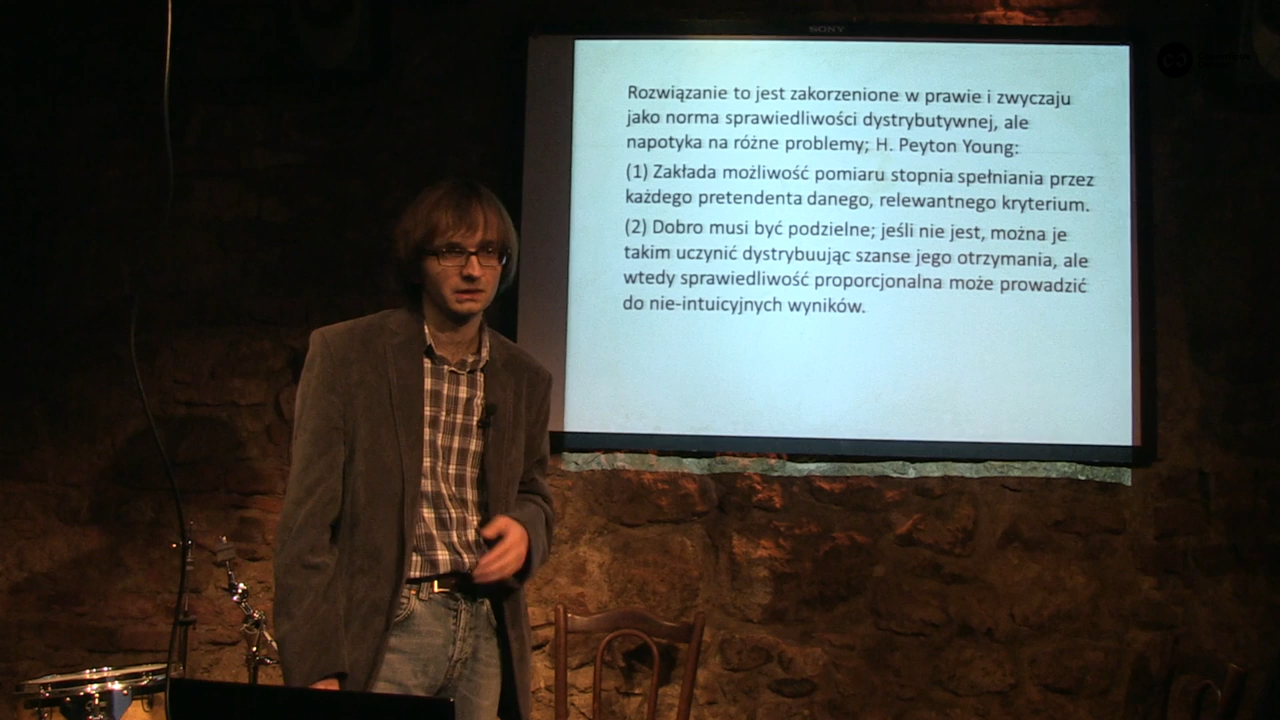 SONY
Rozwiązanie to jest zakorzenione w prawie i zwyczaju
jako norma sprawiedliwości dystrybutywnej, ale
napotyka na różne problemy; H. Peyton Young:
(1) Zakłada możliwość pomiaru stopnia spełniania przez
każdego pretendenta danego, relewantnego kryterium.
(2) Dobro musi być podzielne; jeśli nie jest, można je
takim uczynić dystrybuując szanse jego otrzymania, ale
wtedy sprawiedliwość proporcjonalna może prowadzić
do nie-intuicyjnych wyników.